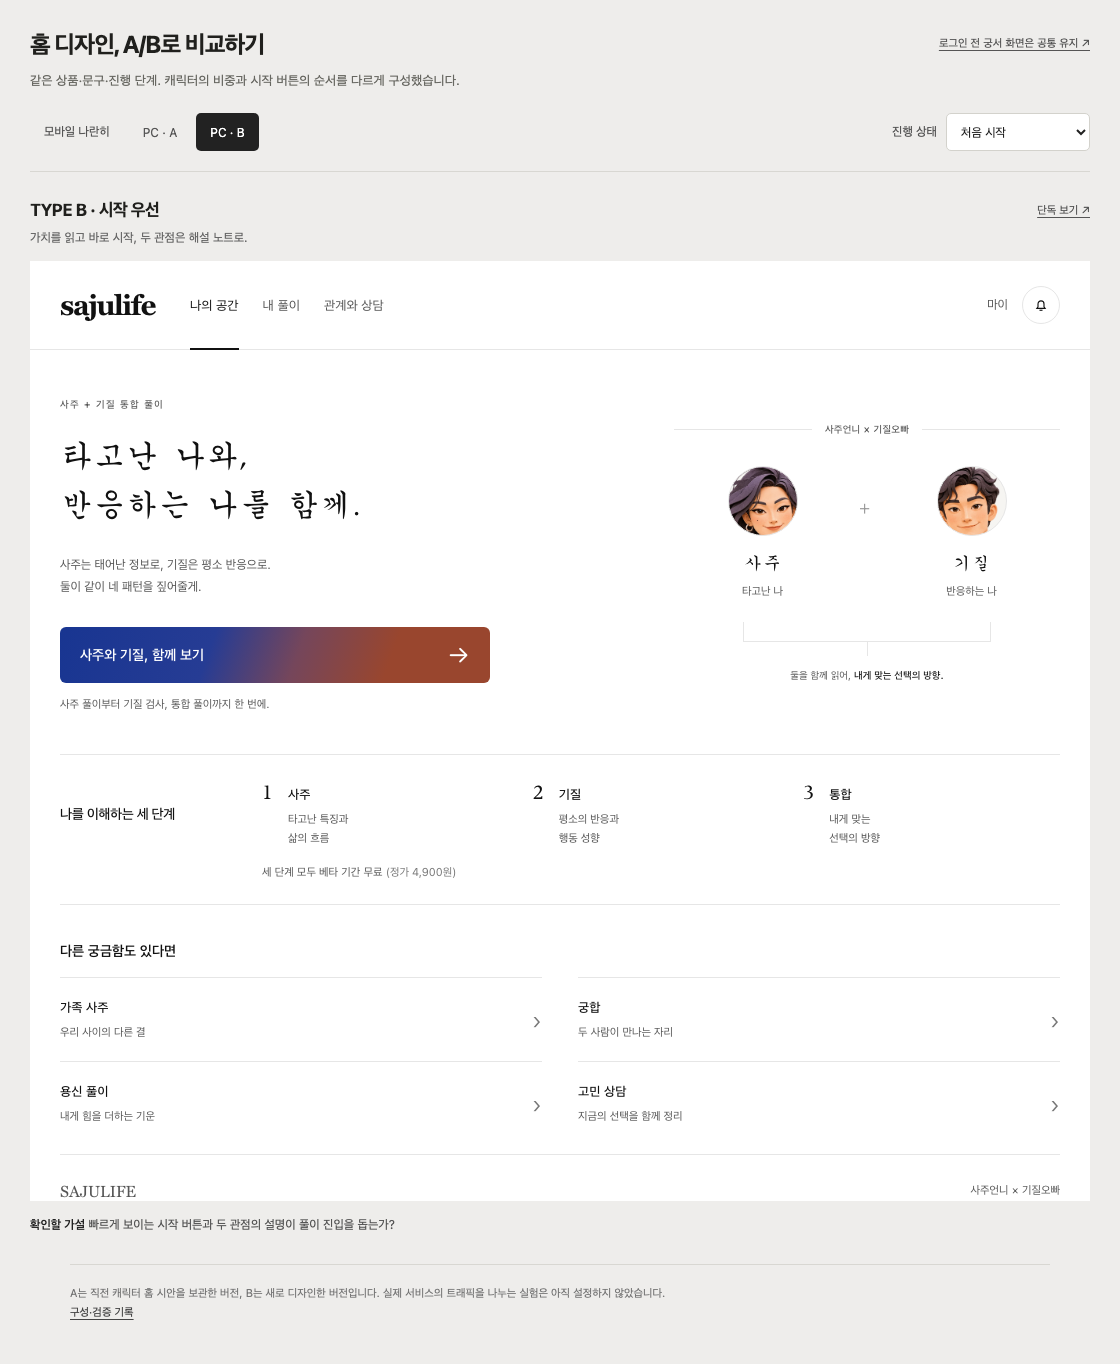 홈 디자인, A/B로 비교하기
로그인 전 궁서 화면은 공통 유지 ↗
같은 상품·문구·진행 단계. 캐릭터의 비중과 시작 버튼의 순서를 다르게 구성했습니다.
모바일 나란히 PC · A PC · B 진행 상태 처음 시작
TYPE B · 시작 우선
단독 보기 ↗
가치를 읽고 바로 시작, 두 관점은 해설 노트로.
sajulife 나의 공간 내 풀이 관계와 상담 마이
사주 + 기질 통합 풀이
타고난 나와,
반응하는 나를 함께.
사주는 태어난 정보로, 기질은 평소 반응으로.
둘이 같이 네 패턴을 짚어줄게.
사주와 기질, 함께 보기 →
사주 풀이부터 기질 검사, 통합 풀이까지 한 번에.
사주언니 × 기질오빠
+
사주 기질
타고난 나 반응하는 나
둘을 함께 읽어, 내게 맞는 선택의 방향.
나를 이해하는 세 단계
1 사주
타고난 특징과
삶의 흐름
2 기질
평소의 반응과
행동 성향
3 통합
내게 맞는
선택의 방향
세 단계 모두 베타 기간 무료 (정가 4,900원)
다른 궁금함도 있다면
가족 사주
우리 사이의 다른 결
궁합
두 사람이 만나는 자리
용신 풀이
내게 힘을 더하는 기운
고민 상담
지금의 선택을 함께 정리
SAJULIFE 사주언니 × 기질오빠
확인할 가설 빠르게 보이는 시작 버튼과 두 관점의 설명이 풀이 진입을 돕는가?
A는 직전 캐릭터 홈 시안을 보관한 버전, B는 새로 디자인한 버전입니다. 실제 서비스의 트래픽을 나누는 실험은 아직 설정하지 않았습니다.
구성·검증 기록